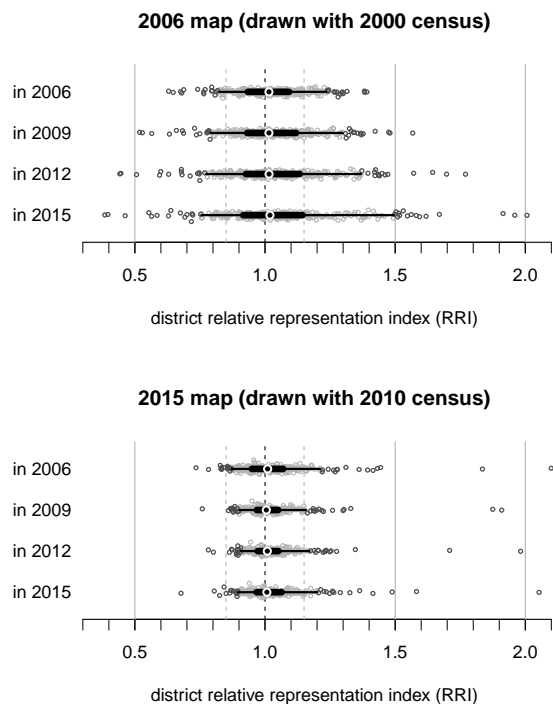 2006 map (drawn with 2000 census)
in 2006
in 2009
in 2012
in 2015
0.5 1.0 1.5 2.0
district relative representation index (RRI)
2015 map (drawn with 2010 census)
in 2006
in 2009
in 2012
in 2015
0.5 1.0 1.5 2.0
district relative representation index (RRI)